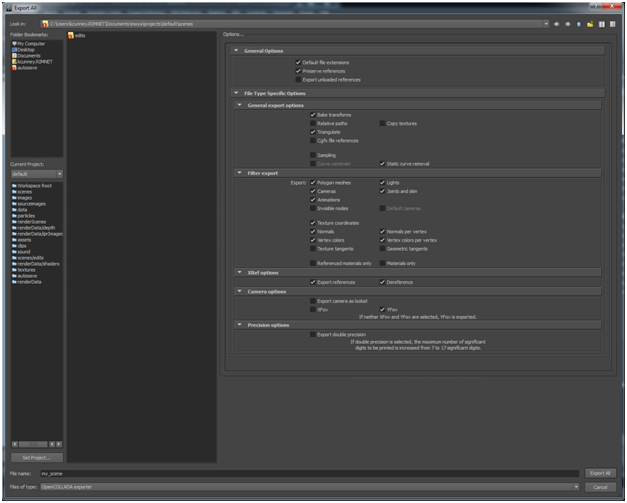 Export All
Look in:
C:\Users\kcunney.RIMNET\Documents\maya\projects\default\scenes
Folder Bookmarks:
My Computer
Desktop
Documents
kcunney.RIMNET
autosave
edits
Current Project:
default
Workspace Root
scenes
images
sourceimages
data
particles
renderScenes
renderData/depth
renderData/iprImages
assets
clips
sound
scenes/edits
renderData/shaders
textures
autosave
renderData
Set Project...
Options...
General Options
Default file extensions
Preserve references
Export unloaded references
File Type Specific Options
General export options
Bake transforms
Relative paths Copy textures
Triangulate
Cgfx file references
Sampling
Curve constrain Static curve removal
Filter export
Export: Polygon meshes Lights
Cameras Joints and skin
Animations
Invisible nodes Default cameras
Texture coordinates
Normals Normals per vertex
Vertex colors Vertex colors per vertex
Texture tangents Geometric tangents
Referenced materials only Materials only
XRef options
Export references Dereference
Camera options
Export camera as lookat
XFov YFov
If neither XFov and YFov are selected, YFov is exported.
Precision options
Export double precision
If double precision is selected, the maximum number of significant
digits to be printed is increased from 7 to 17 significant digits.
File name: my_scene Export All
Files of type: OpenCOLLADA exporter Cancel